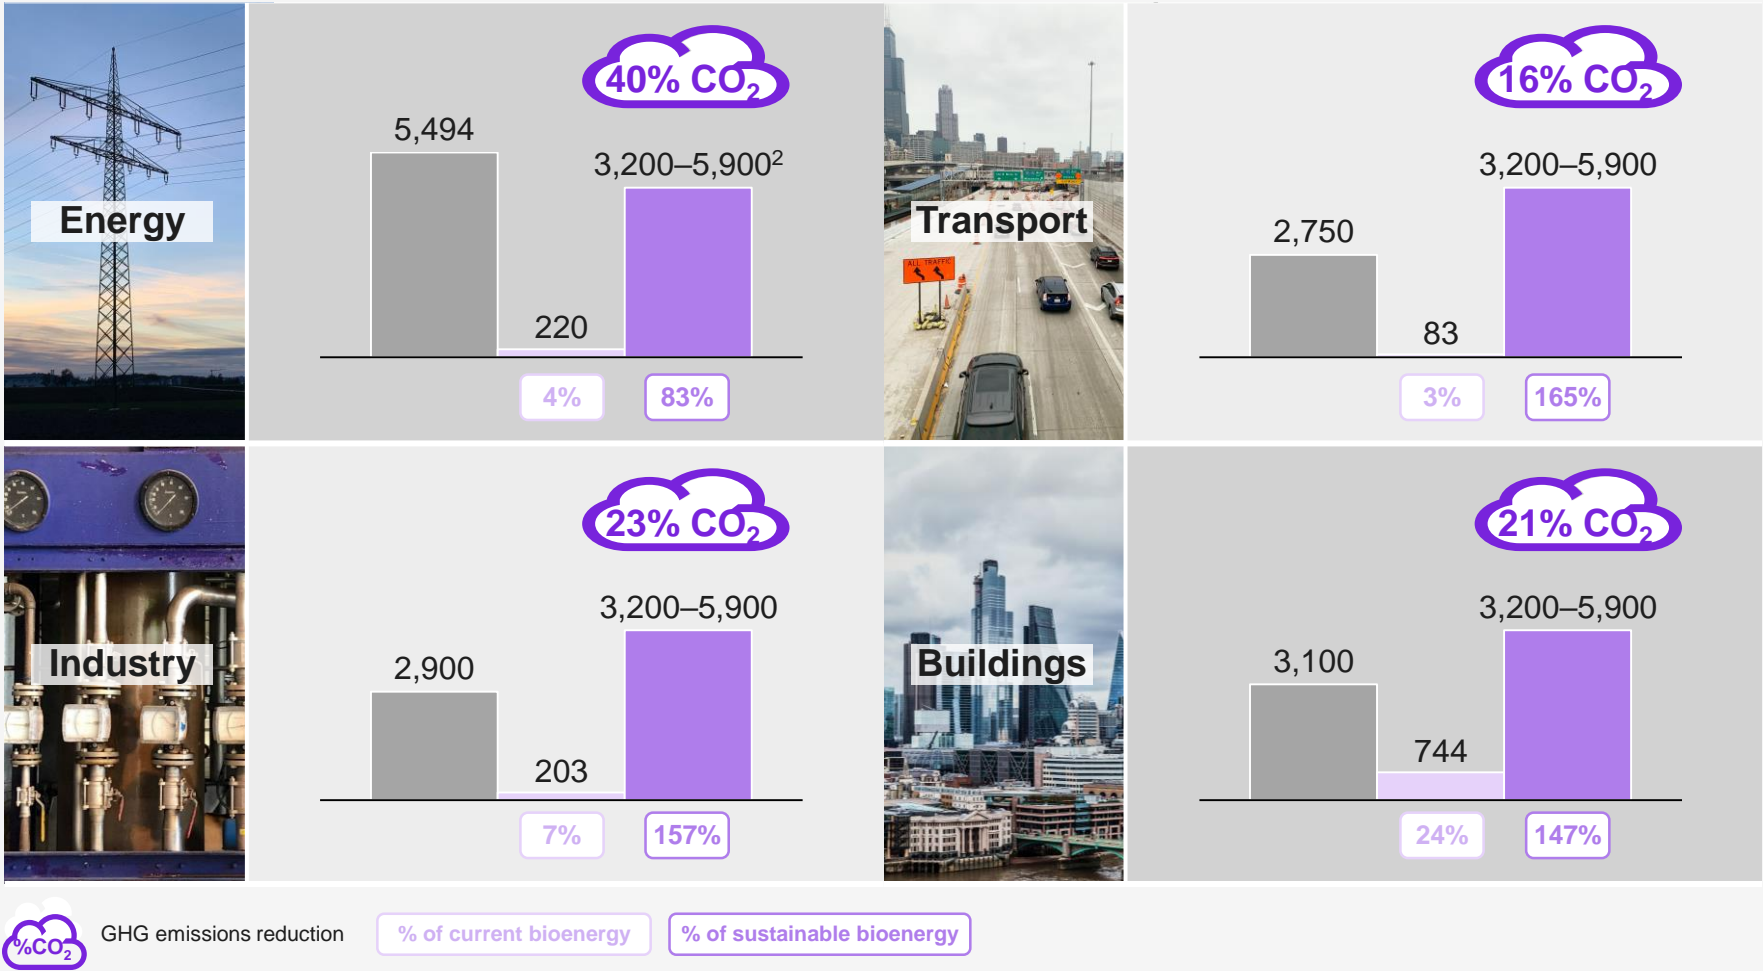 Energy
40% CO2
5,494
220
3,200–5,900²
4%
83%
Transport
16% CO2
2,750
83
3,200–5,900
3%
165%
ALL TRAFFIC
Industry
23% CO2
2,900
203
3,200–5,900
7%
157%
Buildings
21% CO2
3,100
744
3,200–5,900
24%
147%
%CO2
GHG emissions reduction
% of current bioenergy
% of sustainable bioenergy